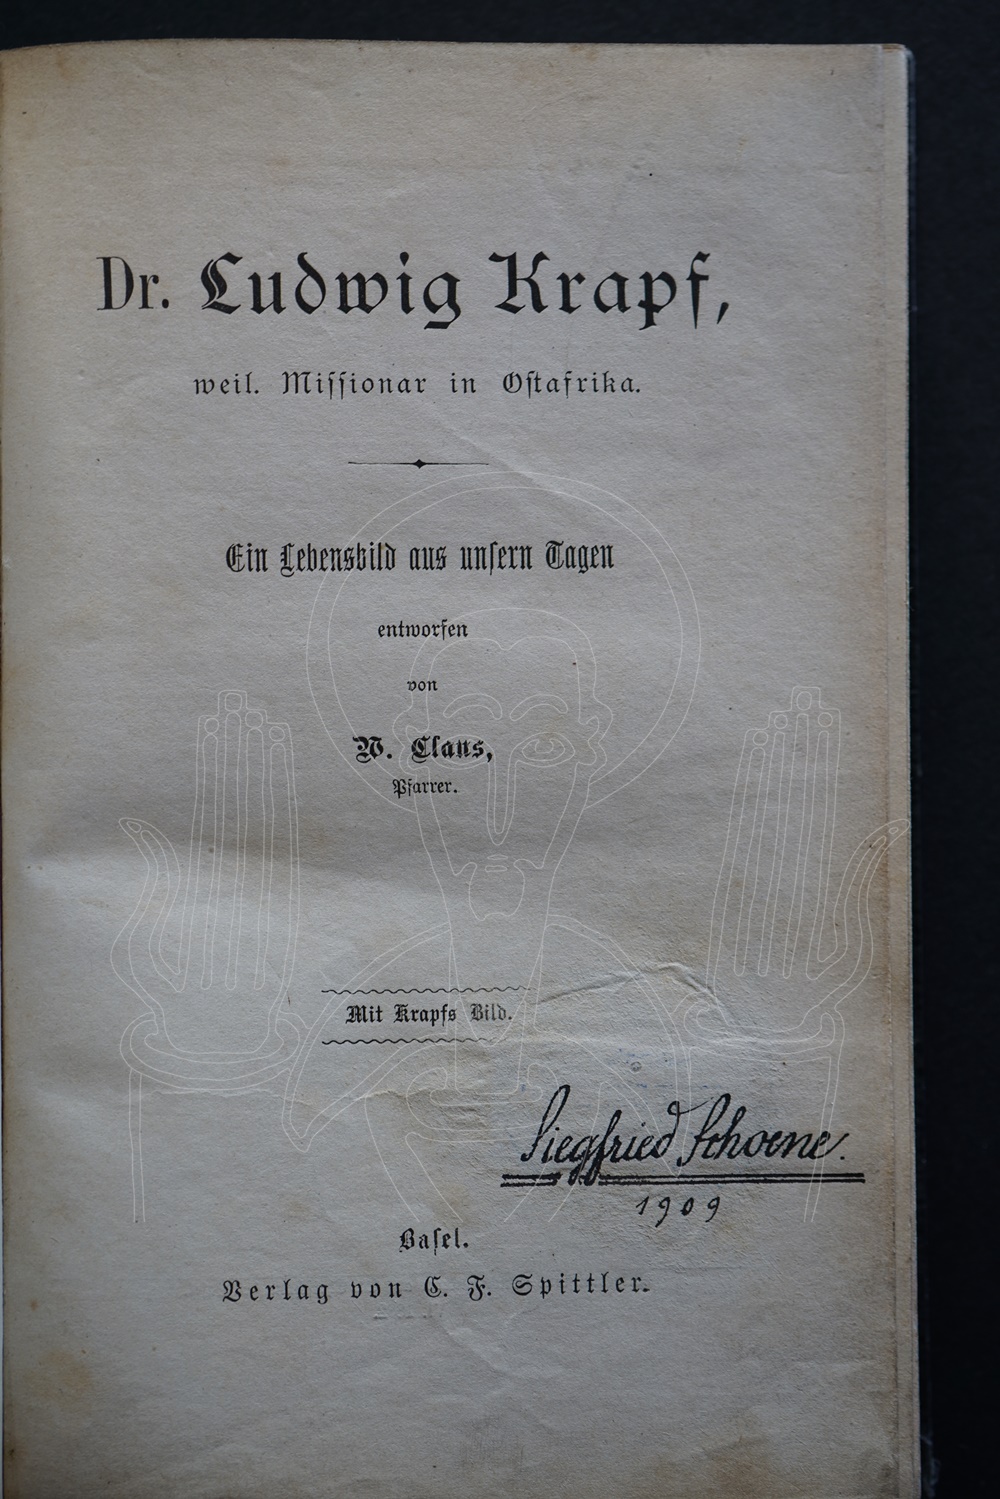 Dr. Ludwig Krapf,
weil. Miſſionar in Oſtafrika.
Ein Lebensbild aus unſern Tagen
entworfen
von
W. Claus,
Pfarrer.
Mit Krapfs Bild.
Siegfried Schoene.
1909
Baſel.
Verlag von C. F. Spittler.